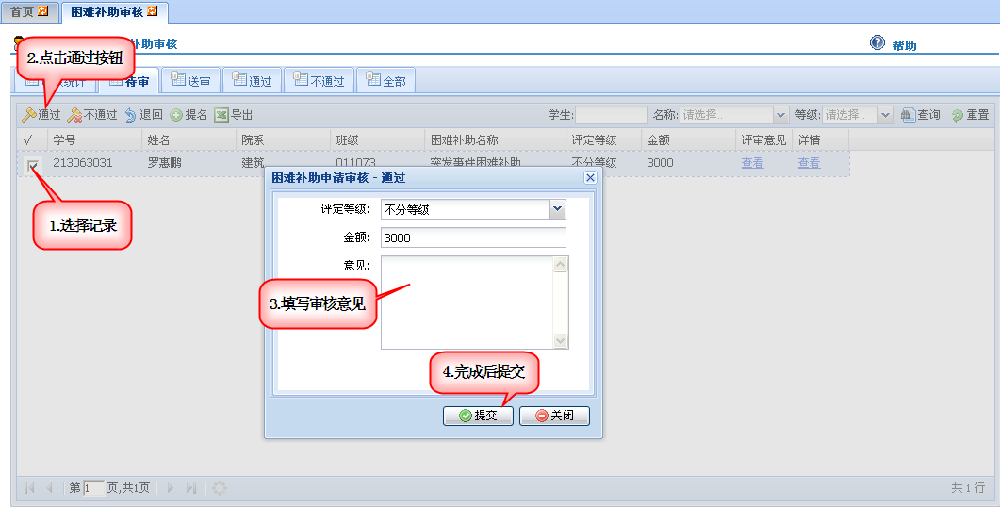 首页 困难补助审核
补助审核 帮助
2.点击通过按钮
统计 待审 送审 通过 不通过 全部
通过 不通过 退回 提名 导出 学生: 名称: 请选择.. 等级: 请选择.. 查询 重置
√ 学号 姓名 院系 班级 困难补助名称 评定等级 金额 评审意见 详情
213063031 罗惠鹏 建筑 011073 突发事件困难补助 不分等级 3000 查看 查看
困难补助申请审核 - 通过
1.选择记录
评定等级: 不分等级
金额: 3000
意见:
3.填写审核意见
4.完成后提交
提交 关闭
第 1 页,共1页 共 1 行